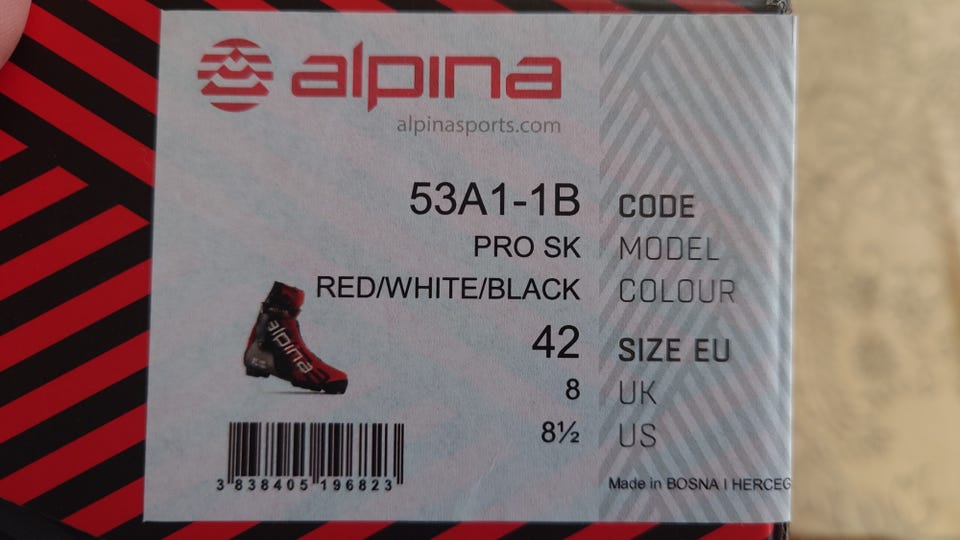 alpina
alpinasports.com
53A1-1B CODE
PRO SK MODEL
RED/WHITE/BLACK COLOUR
alpina
42 SIZE EU
8 UK
8½ US
3 838405 196823
Made in BOSNA I HERCEG